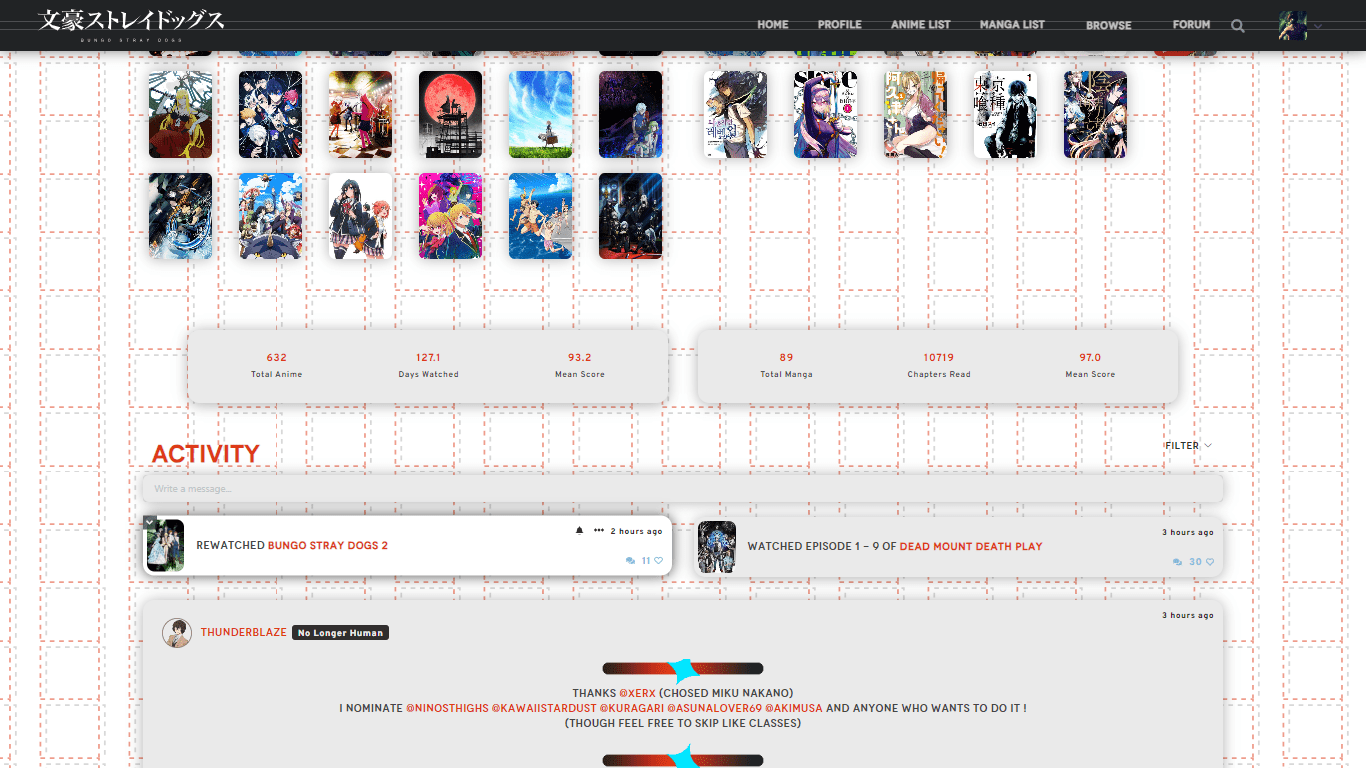 文豪ストレイドッグス
BUNGO STRAY DOGS
HOME
PROFILE
ANIME LIST
MANGA LIST
BROWSE
FORUM
東京
喰種
1
632
Total Anime
127.1
Days Watched
93.2
Mean Score
89
Total Manga
10719
Chapters Read
97.0
Mean Score
ACTIVITY
FILTER
Write a message...
REWATCHED BUNGO STRAY DOGS 2
2 hours ago
11
WATCHED EPISODE 1 - 9 OF DEAD MOUNT DEATH PLAY
3 hours ago
30
THUNDERBLAZE No Longer Human
3 hours ago
THANKS @XERX (CHOSED MIKU NAKANO)
I NOMINATE @NINOSTHIGHS @KAWAIISTARDUST @KURAGARI @ASUNALOVER69 @AKIMUSA AND ANYONE WHO WANTS TO DO IT !
(THOUGH FEEL FREE TO SKIP LIKE CLASSES)